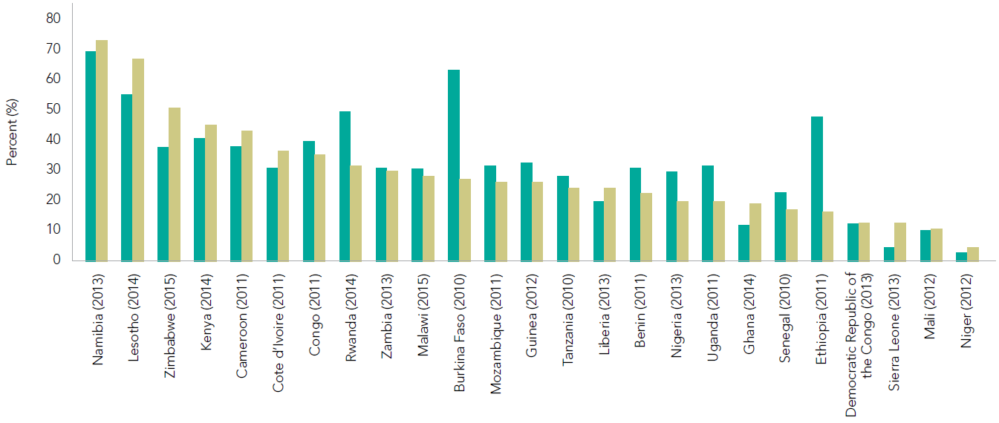 Percent (%)
80
70
60
50
40
30
20
10
0
Namibia (2013)
Lesotho (2014)
Zimbabwe (2015)
Kenya (2014)
Cameroon (2011)
Cote d'Ivoire (2011)
Congo (2011)
Rwanda (2014)
Zambia (2013)
Malawi (2015)
Burkina Faso (2010)
Mozambique (2011)
Guinea (2012)
Tanzania (2010)
Liberia (2013)
Benin (2011)
Nigeria (2013)
Uganda (2011)
Ghana (2014)
Senegal (2010)
Ethiopia (2011)
Democratic Republic of
the Congo (2013)
Sierra Leone (2013)
Mali (2012)
Niger (2012)